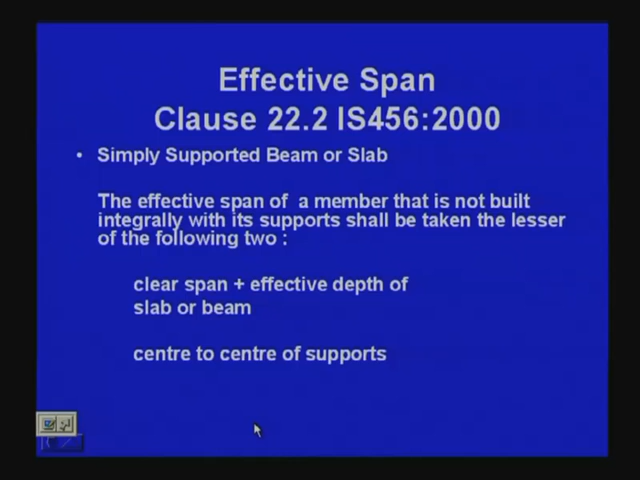 Effective Span
Clause 22.2 IS456:2000
• Simply Supported Beam or Slab
The effective span of a member that is not built
integrally with its supports shall be taken the lesser
of the following two :
clear span + effective depth of
slab or beam
centre to centre of supports